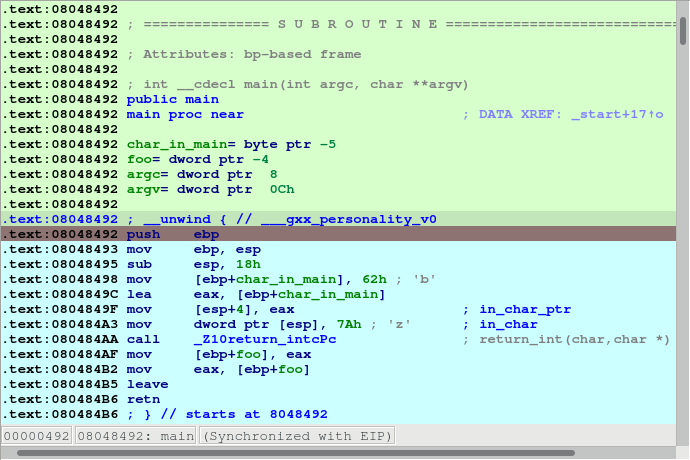 .text:08048492
.text:08048492 ; =============== S U B R O U T I N E =============================
.text:08048492
.text:08048492 ; Attributes: bp-based frame
.text:08048492
.text:08048492 ; int __cdecl main(int argc, char **argv)
.text:08048492 public main
.text:08048492 main proc near ; DATA XREF: _start+17↑o
.text:08048492
.text:08048492 char_in_main= byte ptr -5
.text:08048492 foo= dword ptr -4
.text:08048492 argc= dword ptr 8
.text:08048492 argv= dword ptr 0Ch
.text:08048492
.text:08048492 ; __unwind { // ___gxx_personality_v0
.text:08048492 push ebp
.text:08048493 mov ebp, esp
.text:08048495 sub esp, 18h
.text:08048498 mov [ebp+char_in_main], 62h ; 'b'
.text:0804849C lea eax, [ebp+char_in_main]
.text:0804849F mov [esp+4], eax ; in_char_ptr
.text:080484A3 mov dword ptr [esp], 7Ah ; 'z' ; in_char
.text:080484AA call _Z10return_intcPc ; return_int(char,char *)
.text:080484AF mov [ebp+foo], eax
.text:080484B2 mov eax, [ebp+foo]
.text:080484B5 leave
.text:080484B6 retn
.text:080484B6 ; } // starts at 8048492
00000492 08048492: main (Synchronized with EIP)